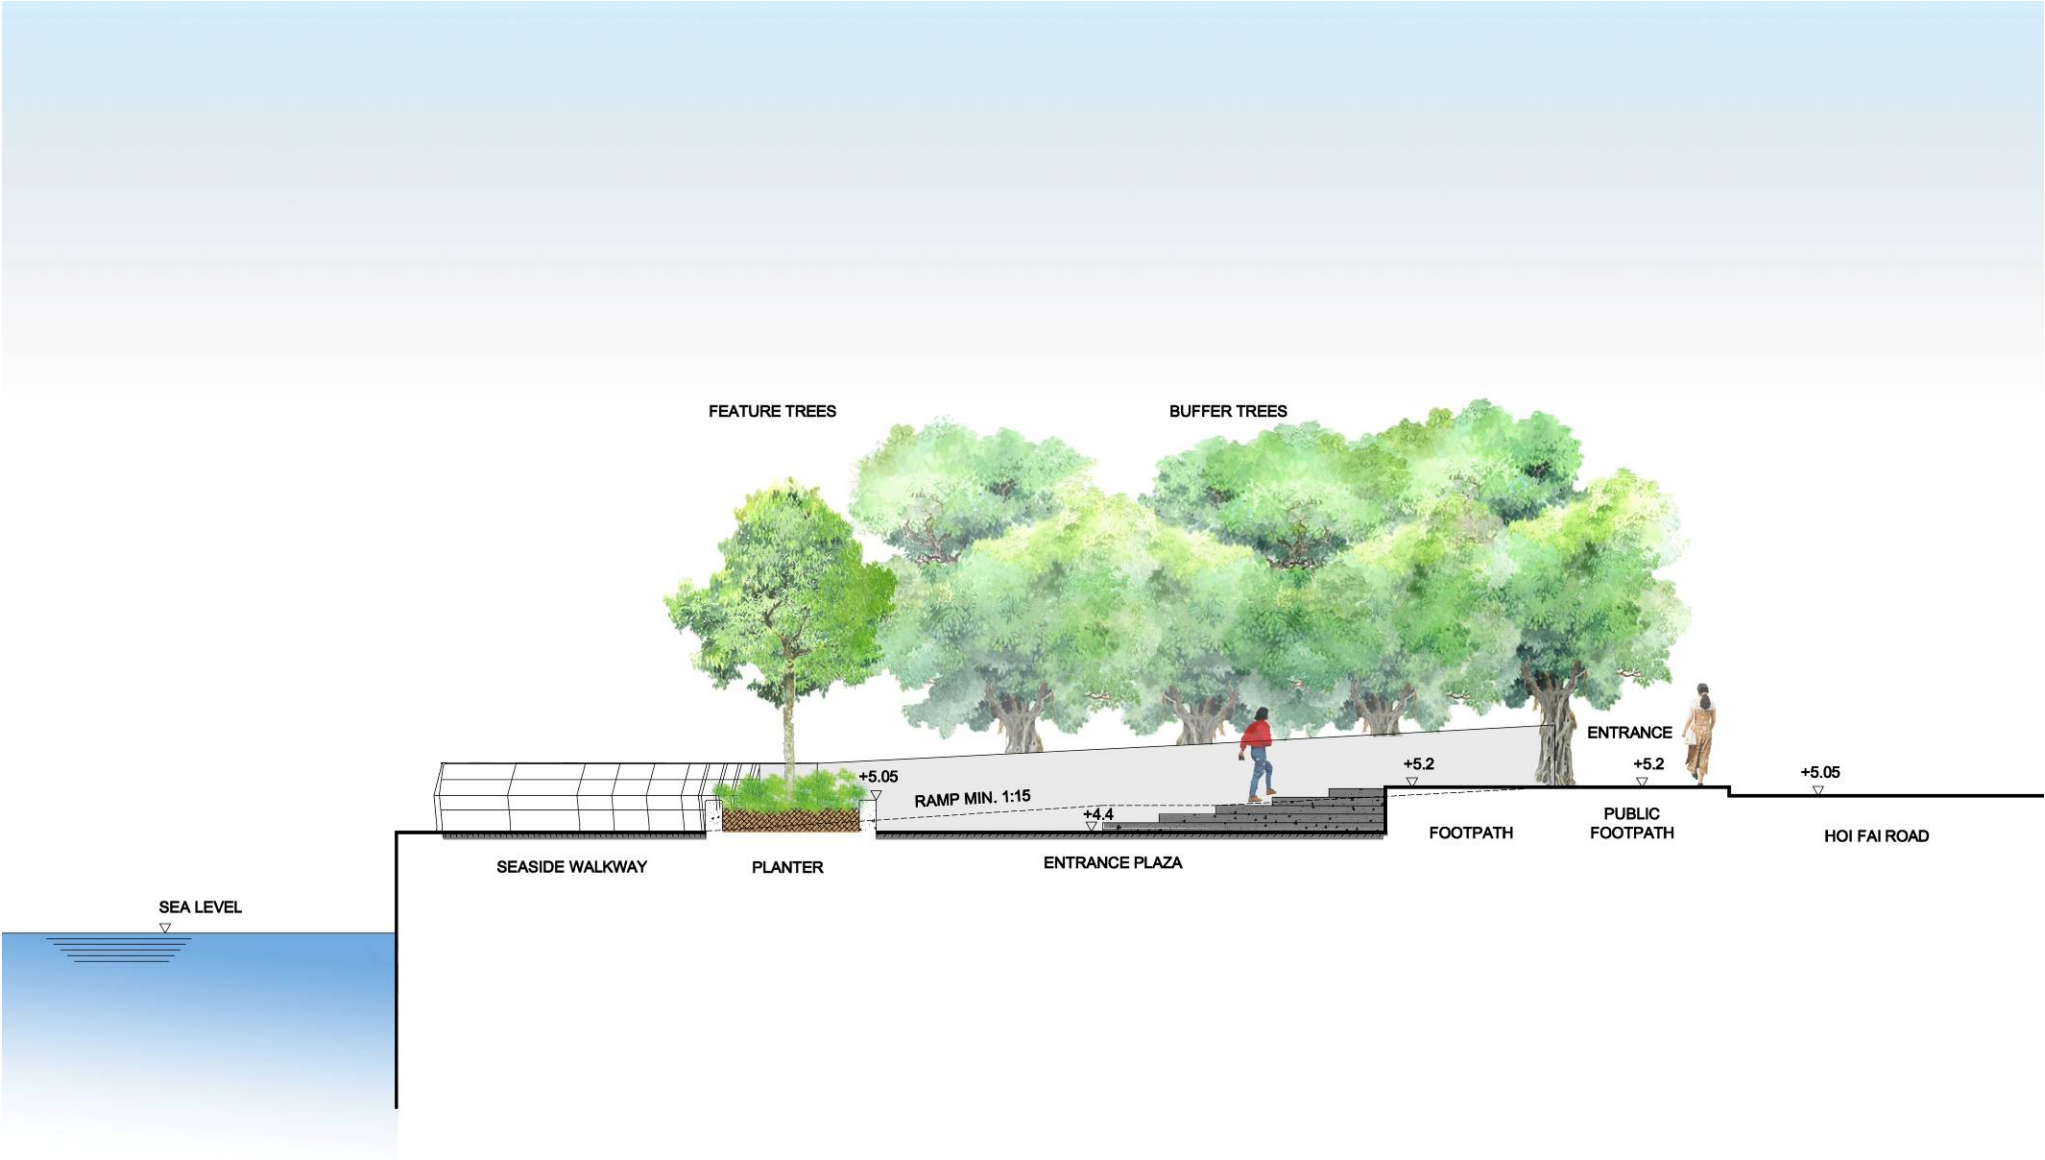 FEATURE TREES
BUFFER TREES
ENTRANCE
+5.05
RAMP MIN. 1:15
+4.4
+5.2
+5.2
+5.05
FOOTPATH
PUBLIC
FOOTPATH
HOI FAI ROAD
SEASIDE WALKWAY
PLANTER
ENTRANCE PLAZA
SEA LEVEL